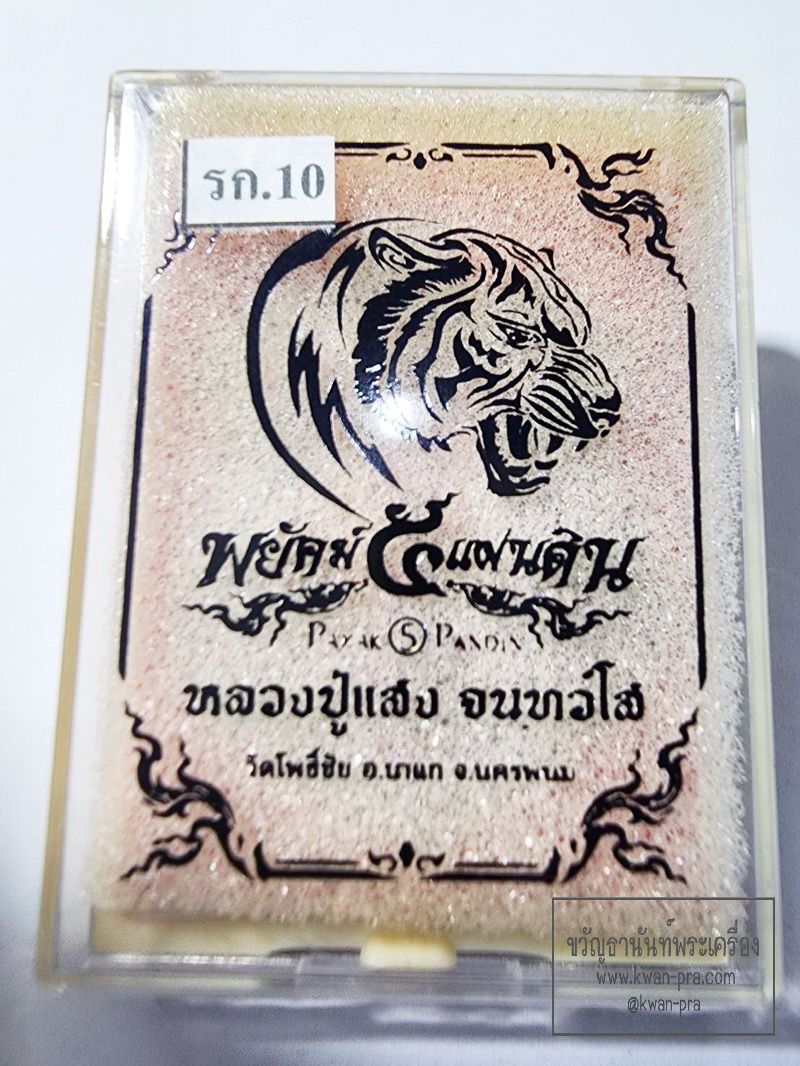 รก.10
พยัคฆ์ ๕ แผ่นดิน
PAYAK 5 PANDIN
หลวงปู่แสง จนฺทวํโส
วัดโพธิ์ชัย อ.นาแก จ.นครพนม
ขวัญธานันท์พระเครื่อง
www.kwan-pra.com
@kwan-pra